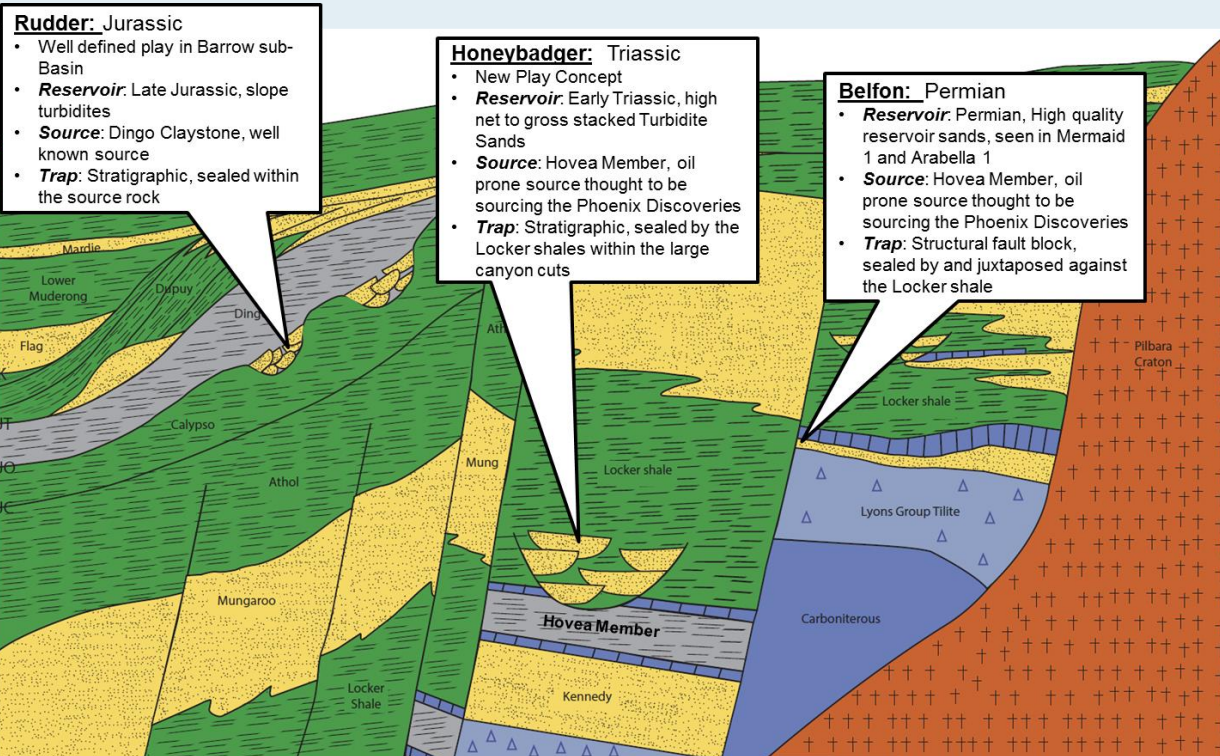 Rudder: Jurassic
• Well defined play in Barrow sub-
Basin
• Reservoir: Late Jurassic, slope
turbidites
• Source: Dingo Claystone, well
known source
• Trap: Stratigraphic, sealed within
the source rock
Honeybadger: Triassic
• New Play Concept
• Reservoir: Early Triassic, high
net to gross stacked Turbidite
Sands
• Source: Hovea Member, oil
prone source thought to be
sourcing the Phoenix Discoveries
• Trap: Stratigraphic, sealed by the
Locker shales within the large
canyon cuts
Belfon: Permian
• Reservoir: Permian, High quality
reservoir sands, seen in Mermaid
1 and Arabella 1
• Source: Hovea Member, oil
prone source thought to be
sourcing the Phoenix Discoveries
• Trap: Structural fault block,
sealed by and juxtaposed against
the Locker shale
Mardie
Lower
Muderong
Dupuy
Ding
Flag
Ath
Pilbara
Craton
K
JT
Calypso
Locker shale
JO
Mung
Locker shale
Athol
JC
Lyons Group Tilite
Mungaroo
Hovea Member
Carboniterous
Locker
Shale
Kennedy